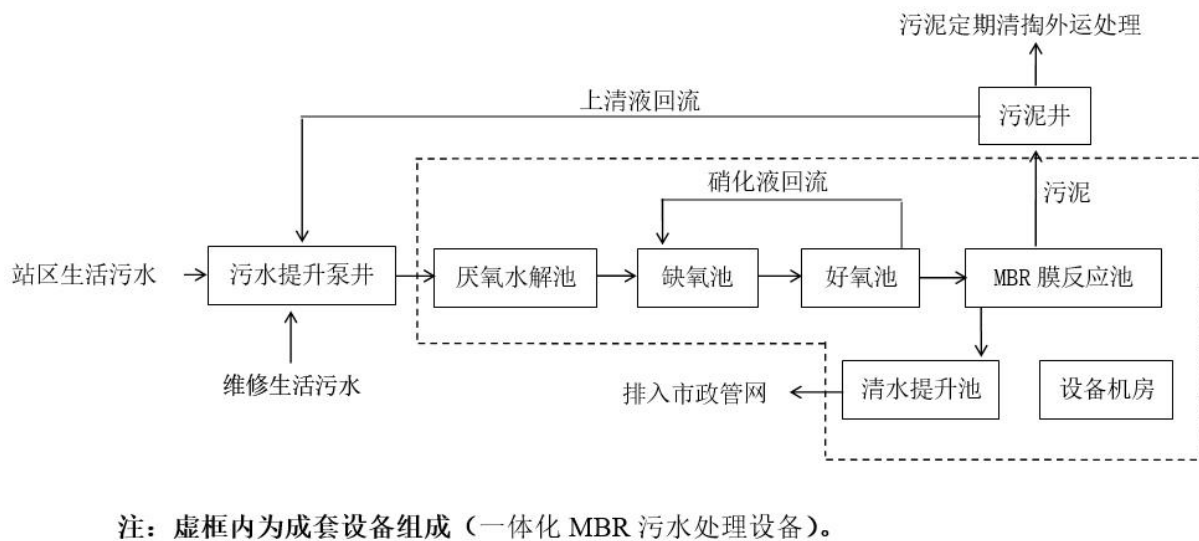 污泥定期清掏外运处理
上清液回流
污泥井
硝化液回流
污泥
站区生活污水
污水提升泵井
厌氧水解池
缺氧池
好氧池
MBR 膜反应池
维修生活污水
排入市政管网
清水提升池
设备机房
注：虚框内为成套设备组成（一体化 MBR 污水处理设备）。